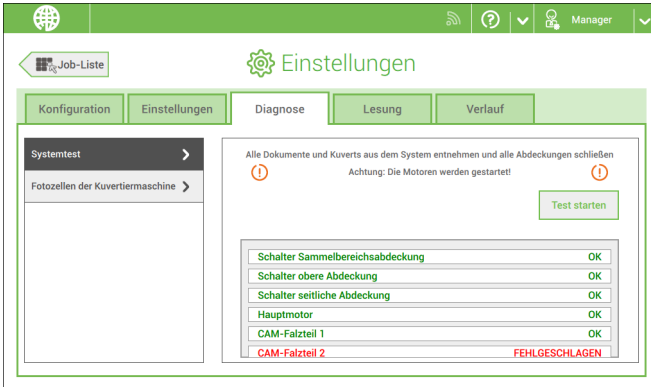 Manager
Job-Liste
Einstellungen
Konfiguration
Einstellungen
Diagnose
Lesung
Verlauf
Systemtest
Fotozellen der Kuvertiermaschine
Alle Dokumente und Kuverts aus dem System entnehmen und alle Abdeckungen schließen
Achtung: Die Motoren werden gestartet!
Test starten
Schalter Sammelbereichsabdeckung OK
Schalter obere Abdeckung OK
Schalter seitliche Abdeckung OK
Hauptmotor OK
CAM-Falzteil 1 OK
CAM-Falzteil 2 FEHLGESCHLAGEN